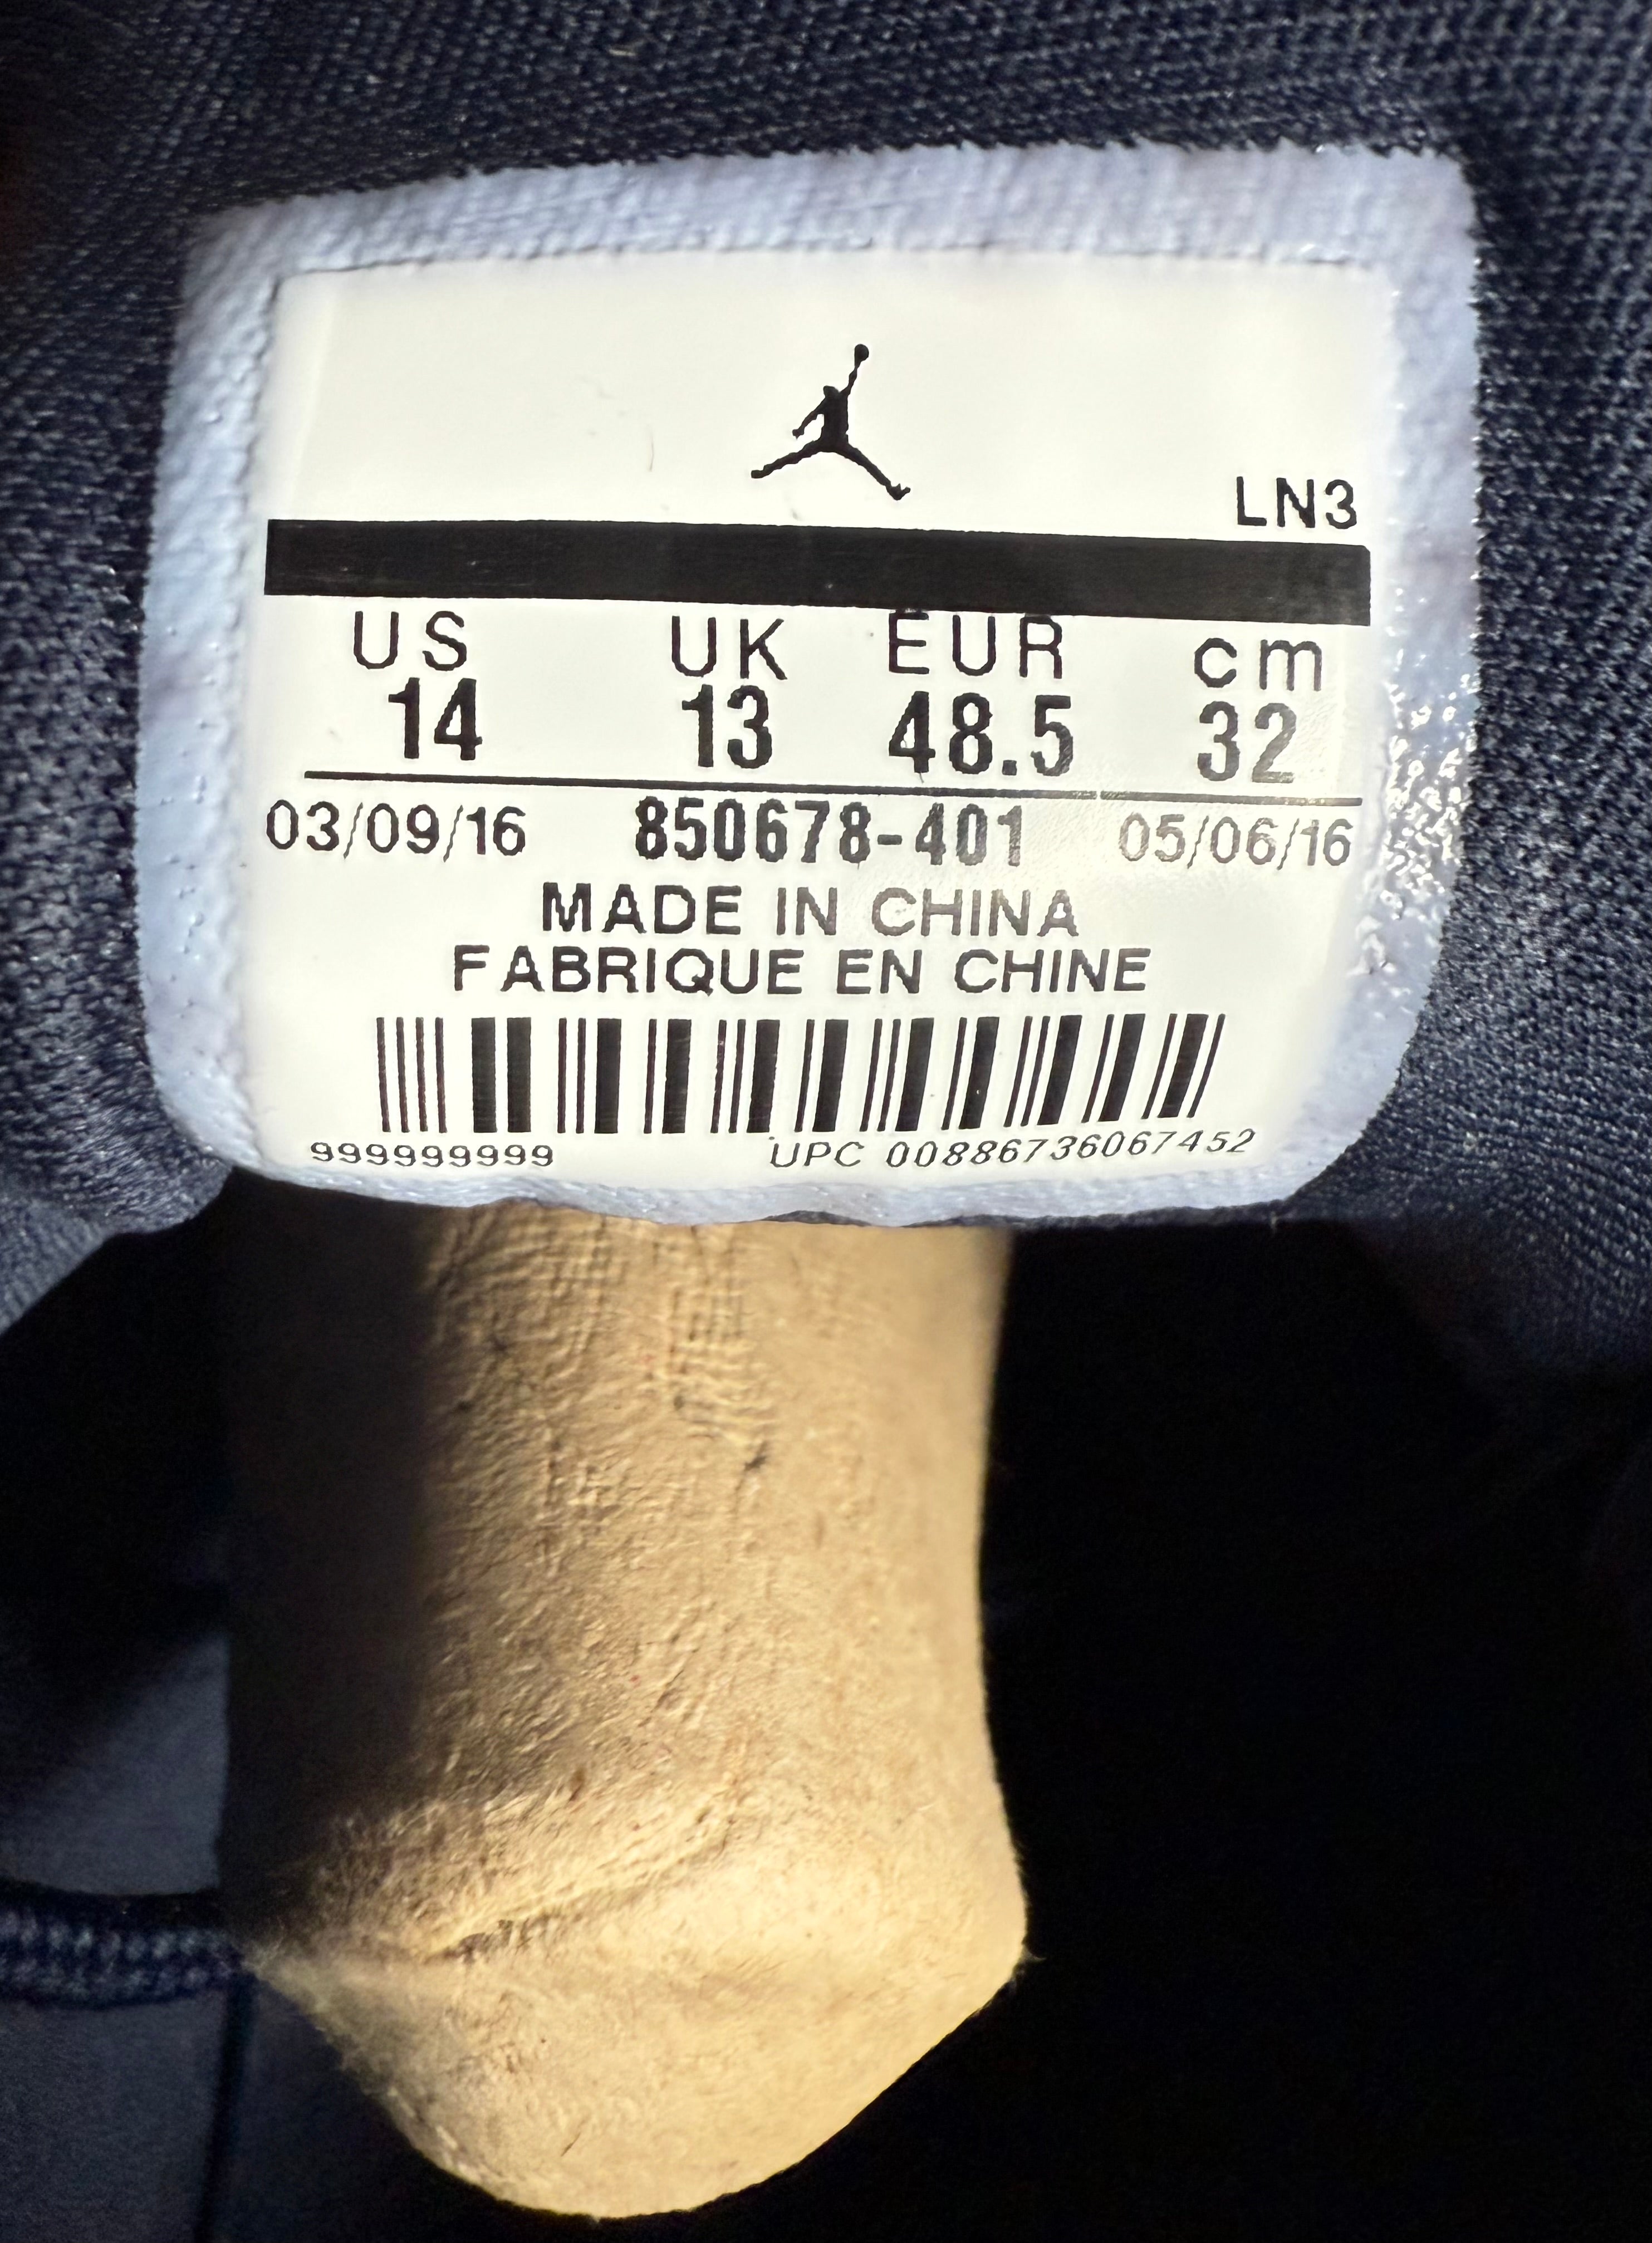 LN3
US UK EUR cm
14 13 48.5 32
03/09/16 850678-401 05/06/16
MADE IN CHINA
FABRIQUE EN CHINE
999999999 UPC 00886736067452